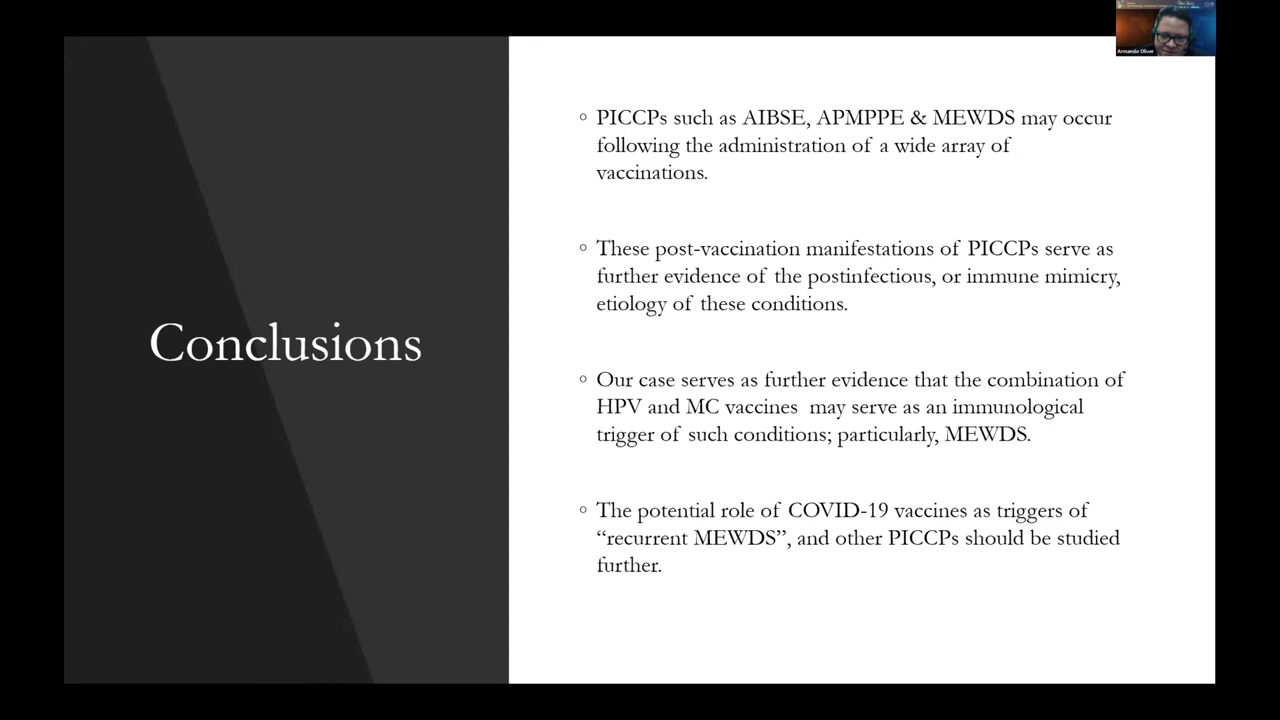 Armando Oliver
Conclusions
PICCPs such as AIBSE, APMPPE & MEWDS may occur
following the administration of a wide array of
vaccinations.
These post-vaccination manifestations of PICCPs serve as
further evidence of the postinfectious, or immune mimicry,
etiology of these conditions.
Our case serves as further evidence that the combination of
HPV and MC vaccines may serve as an immunological
trigger of such conditions; particularly, MEWDS.
The potential role of COVID-19 vaccines as triggers of
“recurrent MEWDS”, and other PICCPs should be studied
further.